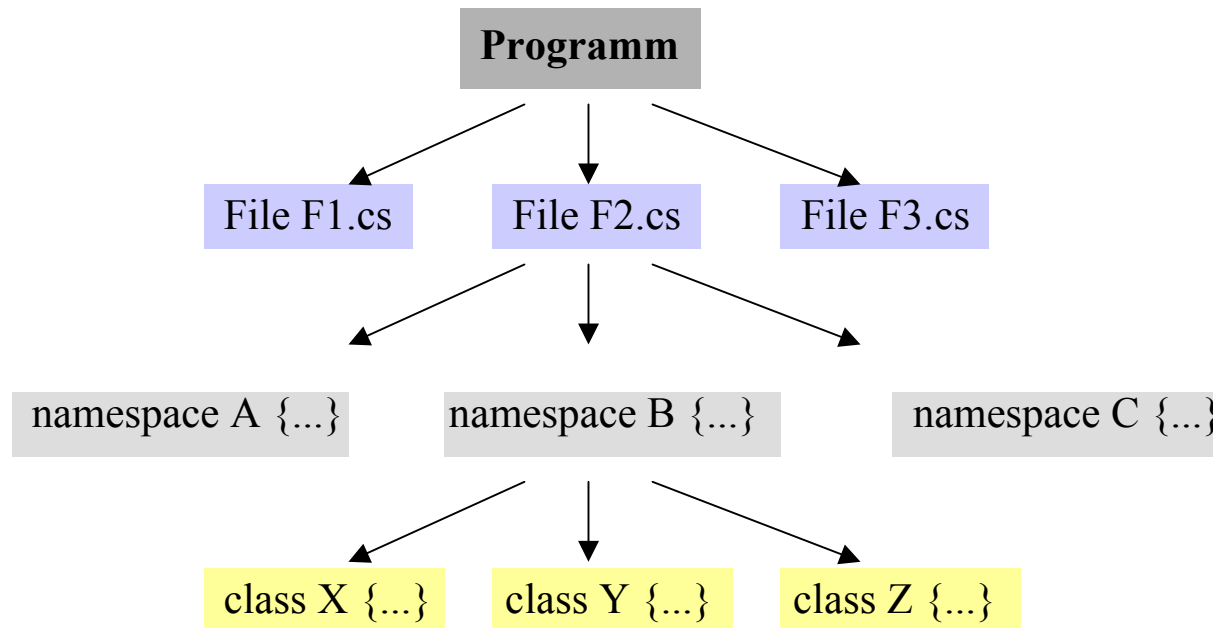 Programm
File F1.cs
File F2.cs
File F3.cs
namespace A {...}
namespace B {...}
namespace C {...}
class X {...}
class Y {...}
class Z {...}